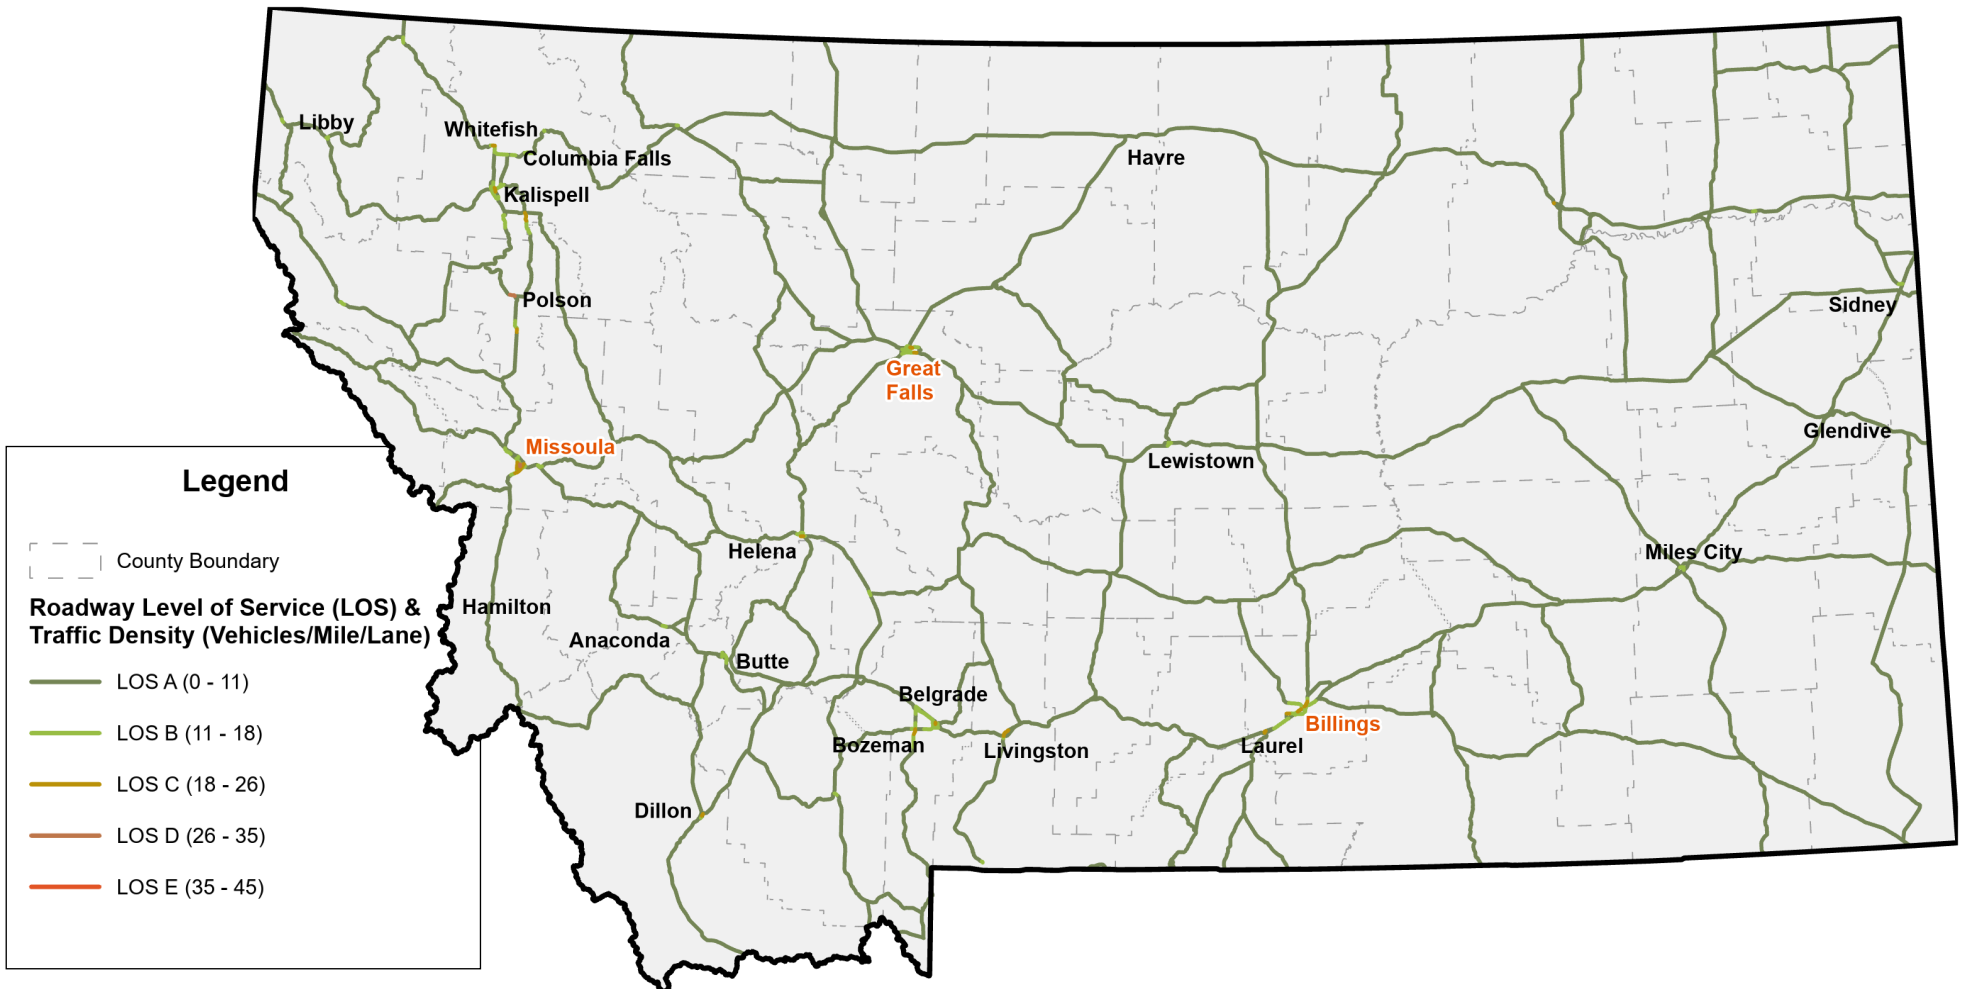 Libby
Whitefish
Columbia Falls
Kalispell
Havre
Polson
Sidney
Great
Falls
Glendive
Missoula
Lewistown
Helena
Miles City
Hamilton
Anaconda
Butte
Belgrade
Bozeman
Livingston
Billings
Laurel
Dillon
Legend
County Boundary
Roadway Level of Service (LOS) &
Traffic Density (Vehicles/Mile/Lane)
LOS A (0 - 11)
LOS B (11 - 18)
LOS C (18 - 26)
LOS D (26 - 35)
LOS E (35 - 45)